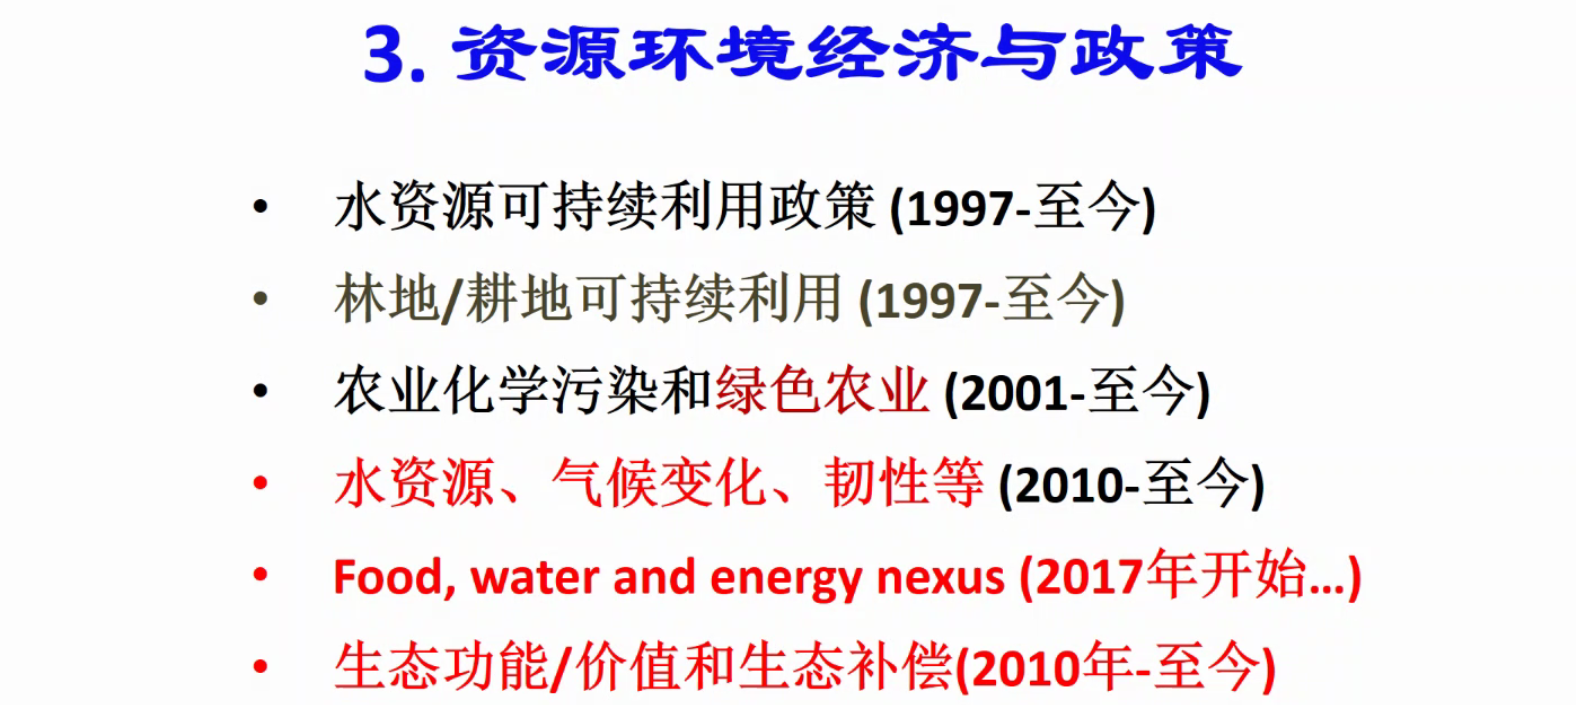 3. 资源环境经济与政策
• 水资源可持续利用政策 (1997-至今)
• 林地/耕地可持续利用 (1997-至今)
• 农业化学污染和绿色农业 (2001-至今)
• 水资源、气候变化、韧性等 (2010-至今)
• Food, water and energy nexus (2017年开始...)
• 生态功能/价值和生态补偿(2010年-至今)